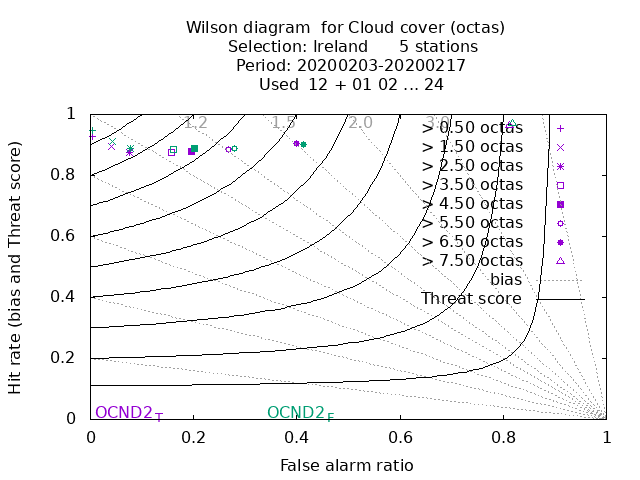 Wilson diagram  for Cloud cover (octas)
Selection: Ireland      5 stations
Period: 20200203-20200217
Used  12 + 01 02 ... 24
Hit rate (bias and Threat score)
1
0.8
0.6
0.4
0.2
0
1.2
1.5
2.0
3.0
> 0.50 octas
> 1.50 octas
> 2.50 octas
> 3.50 octas
> 4.50 octas
> 5.50 octas
> 6.50 octas
> 7.50 octas
bias
Threat score
OCND2T
OCND2F
0
0.2
0.4
0.6
0.8
1
False alarm ratio